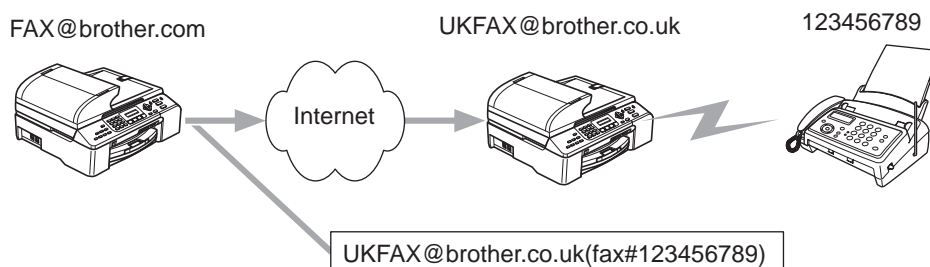 FAX@brother.com
UKFAX@brother.co.uk
123456789
Internet
UKFAX@brother.co.uk(fax#123456789)